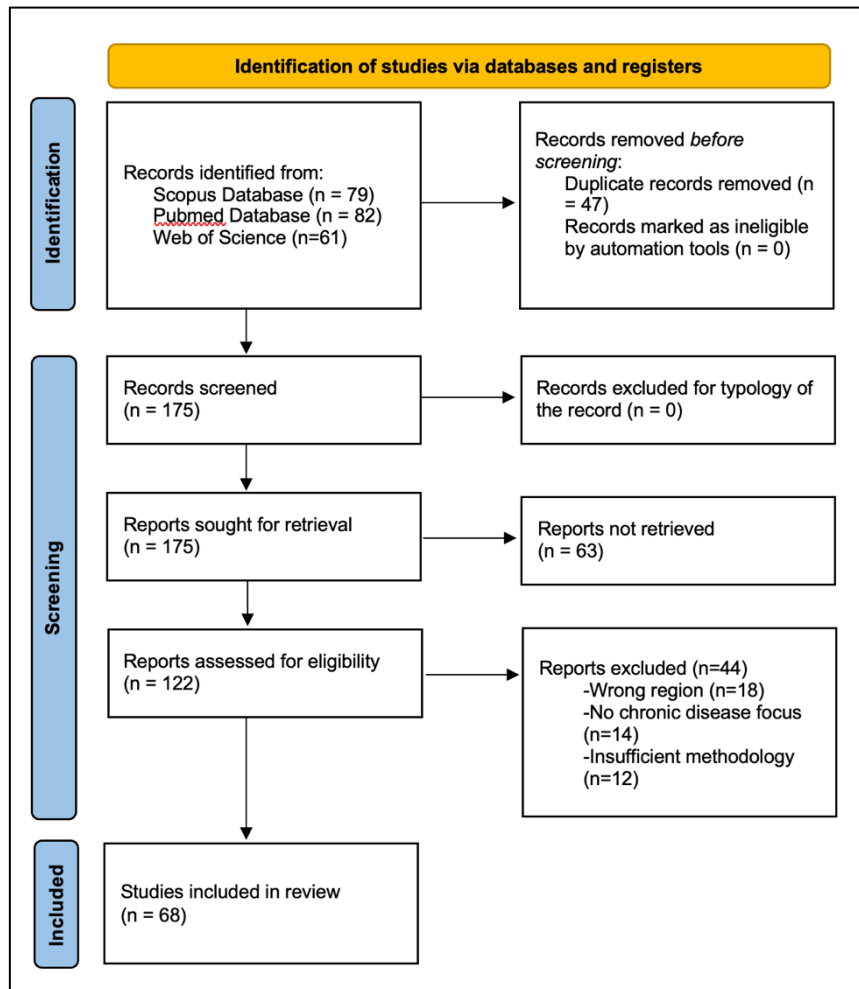 Identification of studies via databases and registers
Identification
Records identified from:
Scopus Database (n = 79)
Pubmed Database (n = 82)
Web of Science (n=61)
Records removed before
screening:
Duplicate records removed (n
= 47)
Records marked as ineligible
by automation tools (n = 0)
Screening
Records screened
(n = 175)
Records excluded for typology of
the record (n = 0)
Reports sought for retrieval
(n = 175)
Reports not retrieved
(n = 63)
Reports assessed for eligibility
(n = 122)
Reports excluded (n=44)
-Wrong region (n=18)
-No chronic disease focus
(n=14)
-Insufficient methodology
(n=12)
Included
Studies included in review
(n = 68)